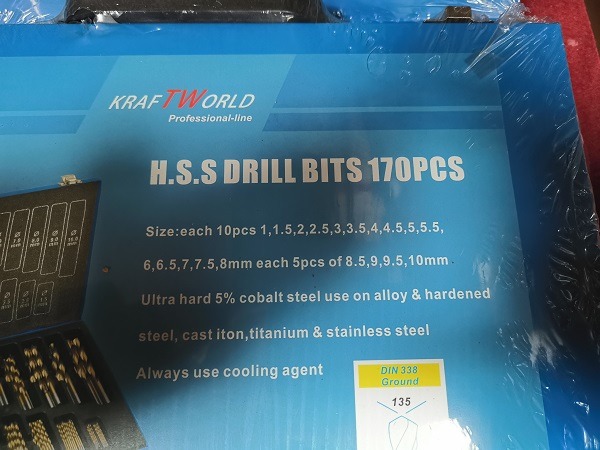 KRAFTWORLD
Professional-line
H.S.S DRILL BITS 170PCS
Size:each 10pcs 1,1.5,2,2.5,3,3.5,4,4.5,5,5.5,
6,6.5,7,7.5,8mm each 5pcs of 8.5,9,9.5,10mm
Ultra hard 5% cobalt steel use on alloy & hardened
steel, cast iton,titanium & stainless steel
Always use cooling agent
DIN 338
Ground
135